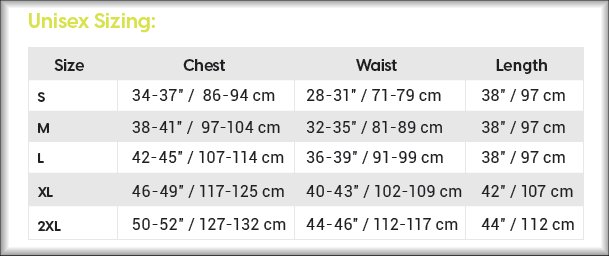 Unisex Sizing:
Size Chest Waist Length
S 34-37" / 86-94 cm 28-31" / 71-79 cm 38" / 97 cm
M 38-41" / 97-104 cm 32-35" / 81-89 cm 38" / 97 cm
L 42-45" / 107-114 cm 36-39" / 91-99 cm 38" / 97 cm
XL 46-49" / 117-125 cm 40-43" / 102-109 cm 42" / 107 cm
2XL 50-52" / 127-132 cm 44-46" / 112-117 cm 44" / 112 cm